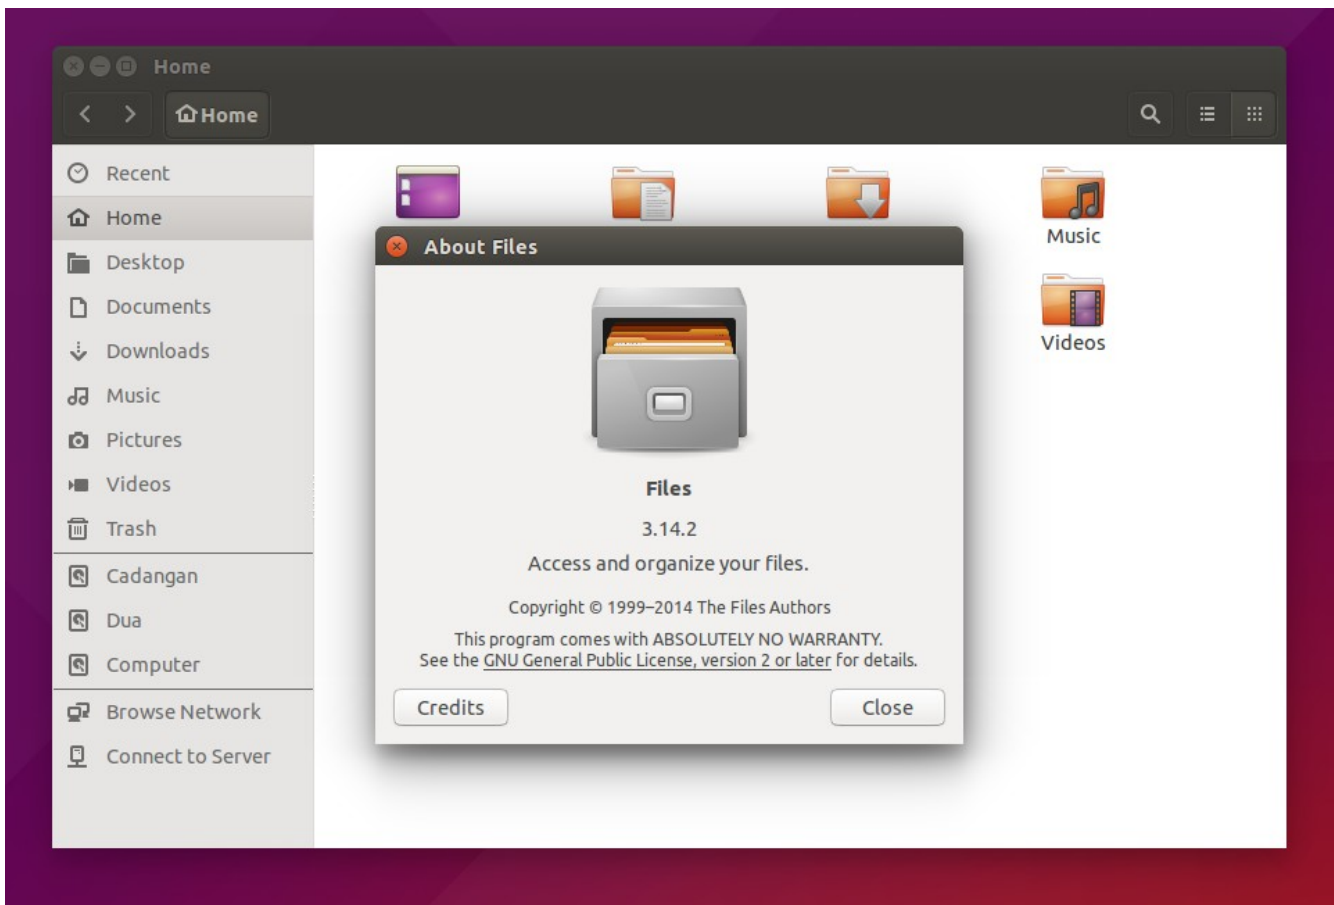 Home
Home
Recent
Home
Desktop
Documents
Downloads
Music
Pictures
Videos
Trash
Cadangan
Dua
Computer
Browse Network
Connect to Server
Music
Videos
About Files
Files
3.14.2
Access and organize your files.
Copyright © 1999–2014 The Files Authors
This program comes with ABSOLUTELY NO WARRANTY.
See the GNU General Public License, version 2 or later for details.
Credits
Close